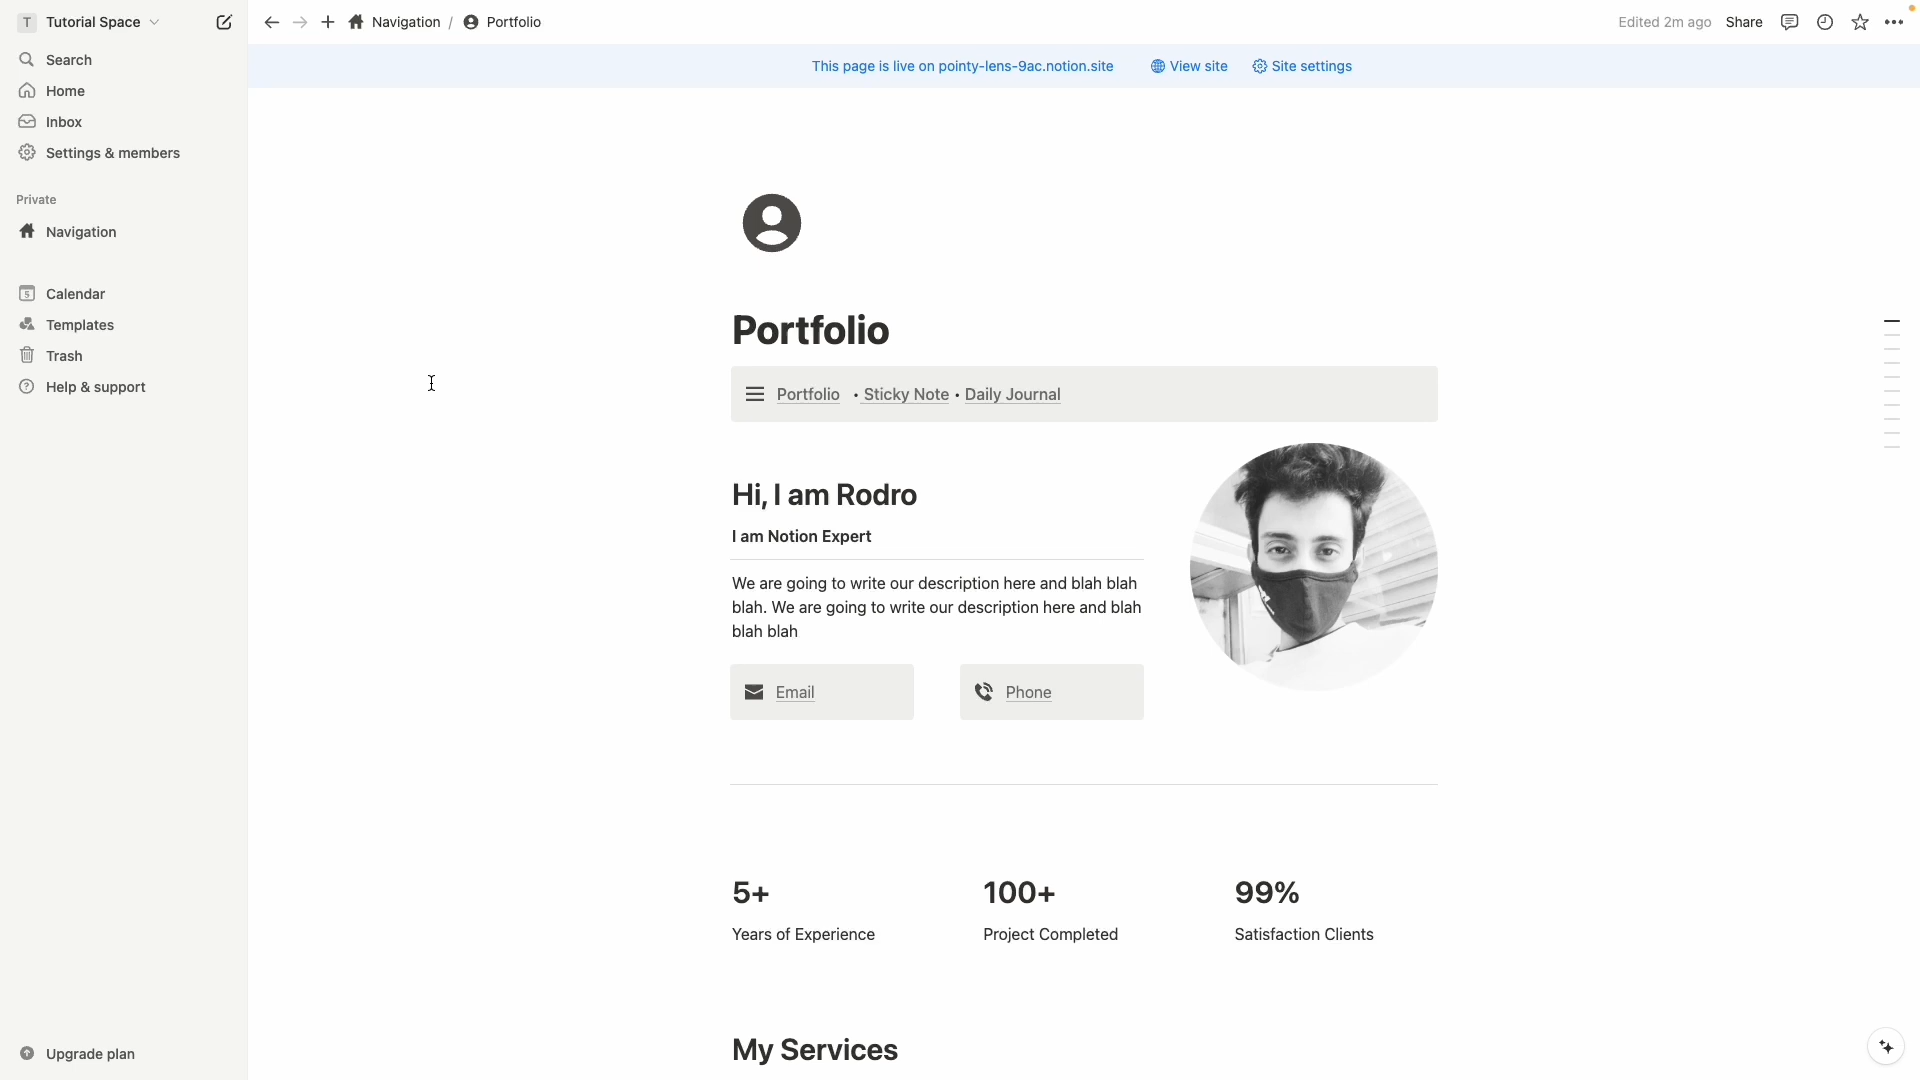 T Tutorial Space
Navigation / Portfolio
Edited 2m ago Share
Search
Home
Inbox
Settings & members
Private
Navigation
5 Calendar
Templates
Trash
Help & support
Upgrade plan
This page is live on pointy-lens-9ac.notion.site View site Site settings
Portfolio
Portfolio • Sticky Note • Daily Journal
Hi, I am Rodro
I am Notion Expert
We are going to write our description here and blah blah
blah. We are going to write our description here and blah
blah blah
Email Phone
5+ 100+ 99%
Years of Experience Project Completed Satisfaction Clients
My Services